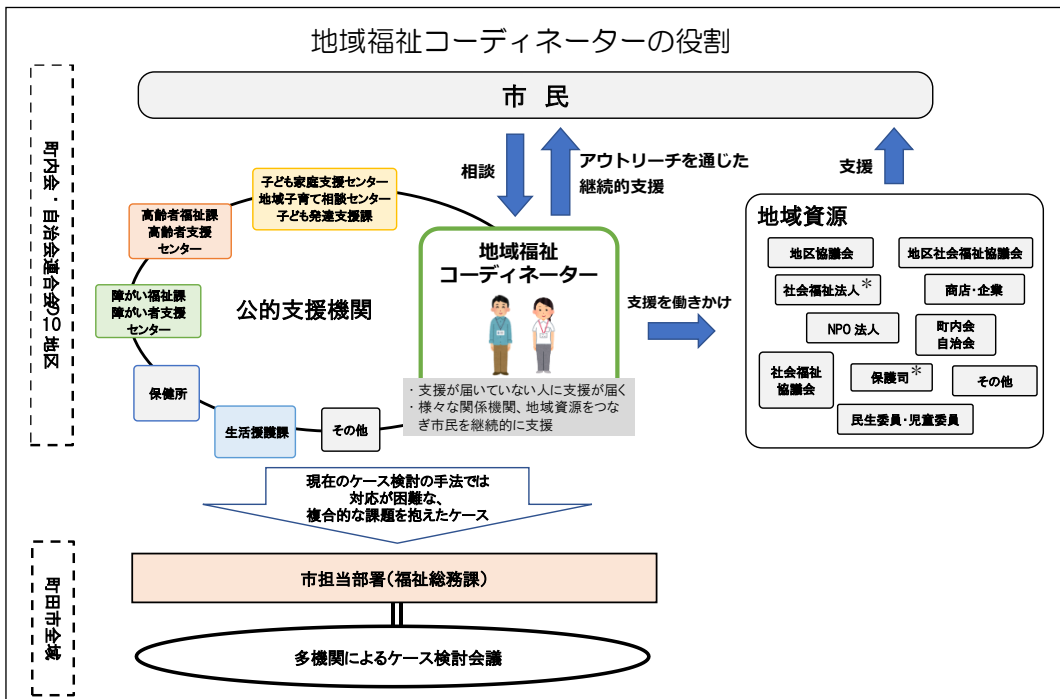 地域福祉コーディネーターの役割
町内会・自治会連合会の10地区
市 民
相談
アウトリーチを通じた
継続的支援
支援
子ども家庭支援センター
地域子育て相談センター
子ども発達支援課
高齢者福祉課
高齢者支援
センター
障がい福祉課
障がい者支援
センター
公的支援機関
保健所
生活援護課
その他
地域福祉
コーディネーター
・支援が届いていない人に支援が届く
・様々な関係機関、地域資源をつな
ぎ市民を継続的に支援
支援を働きかけ
地域資源
地区協議会
地区社会福祉協議会
社会福祉法人*
商店・企業
NPO 法人
町内会
自治会
社会福祉
協議会
保護司*
その他
民生委員・児童委員
現在のケース検討の手法では
対応が困難な、
複合的な課題を抱えたケース
町田市全域
市担当部署(福祉総務課)
多機関によるケース検討会議